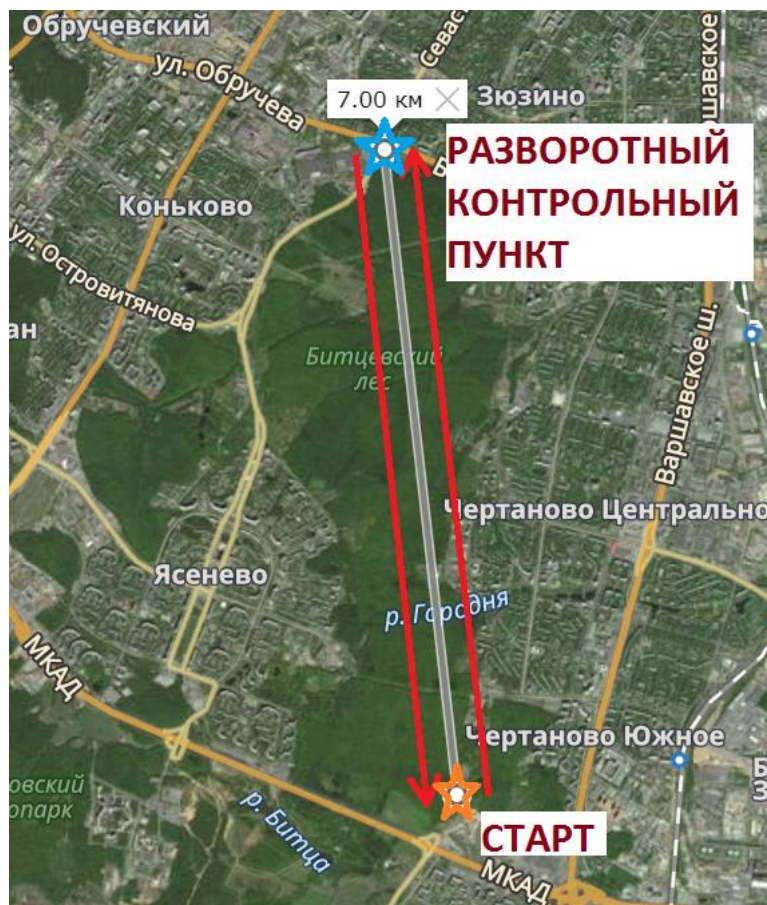 Обручевский
Севаст
ул. Обручева
7.00 км
Зюзино
Варшавское
РАЗВОРОТНЫЙ
КОНТРОЛЬНЫЙ
ПУНКТ
Коньково
ул. Островитянова
ан
Битцевский
лес
Варшавское ш.
Чертаново Центрально
Ясенево
р. Городня
МКАД
Чертаново Южное
овский
опарк
р. Битца
СТАРТ
МКАД